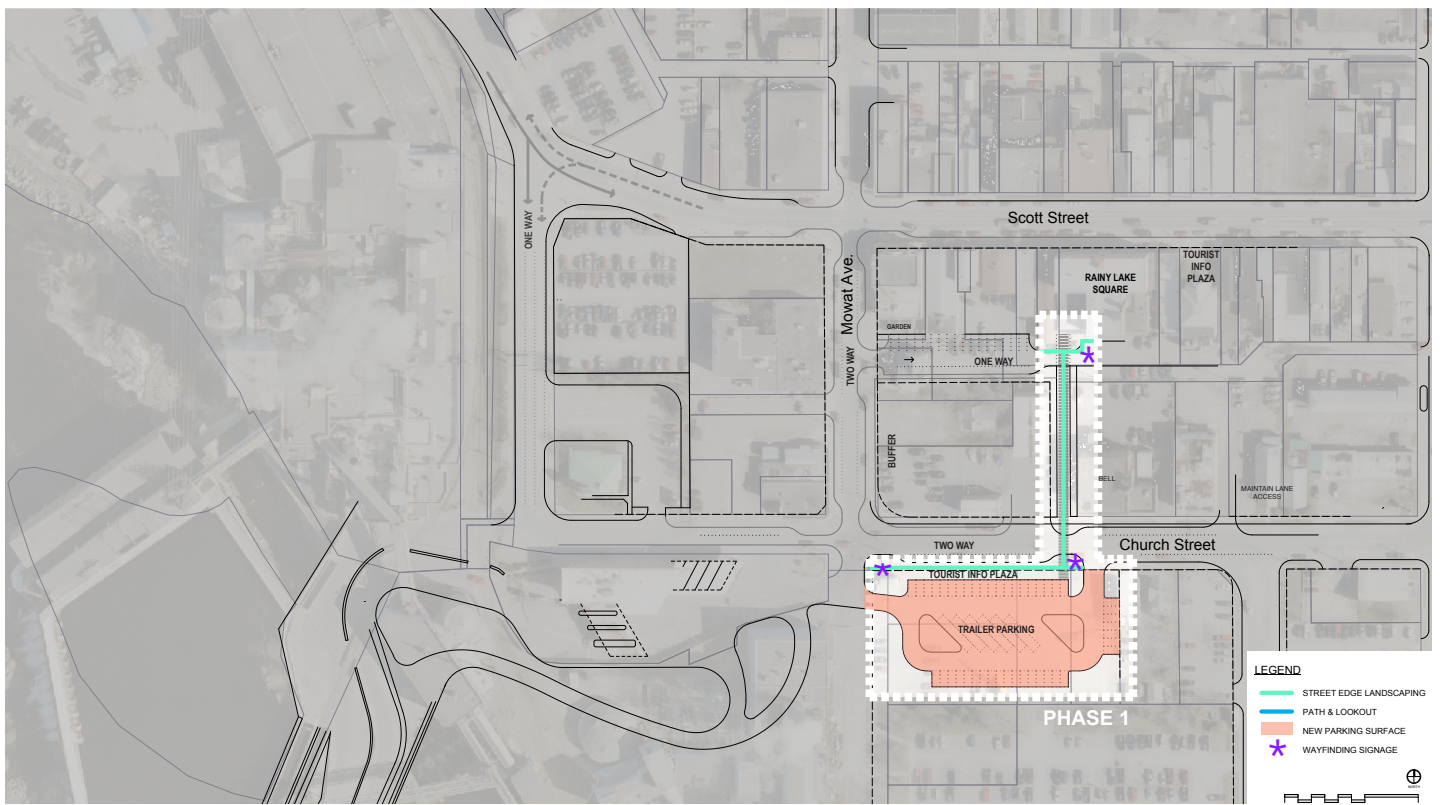 Scott Street
ONE WAY
Mowat Ave.
TOURIST
INFO
PLAZA
RAINY LAKE
SQUARE
GARDEN
→
ONE WAY
TWO WAY
BUFFER
BELL
MAINTAIN LANE
ACCESS
TWO WAY
Church Street
TOURIST INFO PLAZA
TRAILER PARKING
PHASE 1
LEGEND
STREET EDGE LANDSCAPING
PATH & LOOKOUT
NEW PARKING SURFACE
WAYFINDING SIGNAGE
NORTH